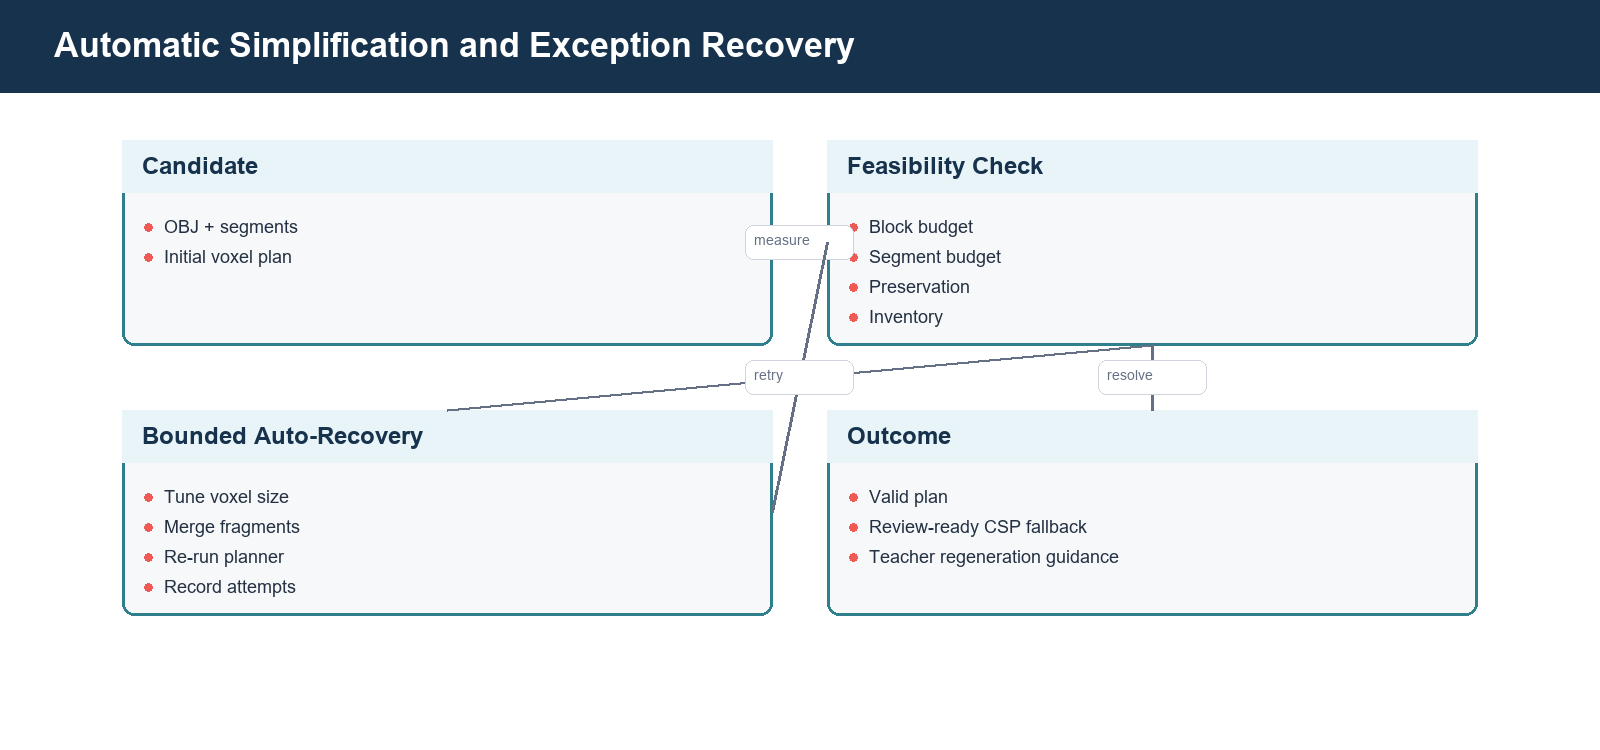 Automatic Simplification and Exception Recovery
Candidate
OBJ + segments
Initial voxel plan
measure
Feasibility Check
Block budget
Segment budget
Preservation
Inventory
retry
resolve
Bounded Auto-Recovery
Tune voxel size
Merge fragments
Re-run planner
Record attempts
Outcome
Valid plan
Review-ready CSP fallback
Teacher regeneration guidance